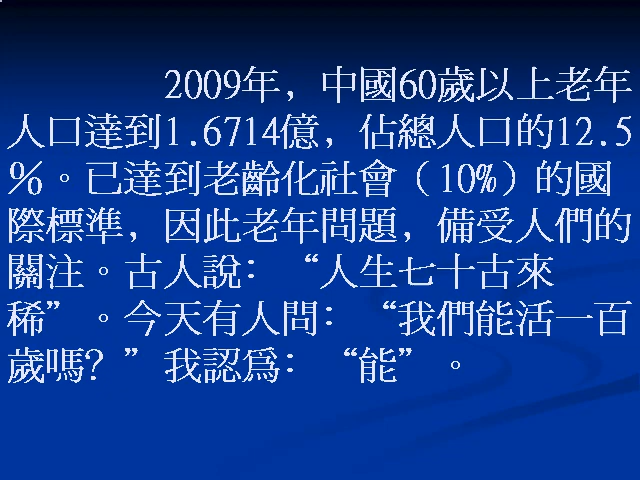 2009年，中國60歲以上老年
人口達到1.6714億，佔總人口的12.5
％。已達到老齡化社會（10%）的國
際標準，因此老年問題，備受人們的
關注。古人說：“人生七十古來
稀”。今天有人問：“我們能活一百
歲嗎？”我認爲：“能”。